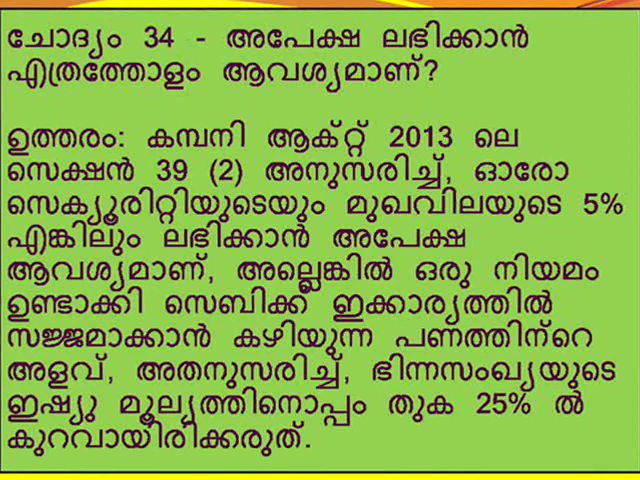 ചോദ്യം 34 - അപേക്ഷ ലഭിക്കാൻ
എത്രത്തോളം ആവശ്യമാണ്?
ഉത്തരം: കമ്പനി ആക്റ്റ് 2013 ലെ
സെക്ഷൻ 39 (2) അനുസരിച്ച്, ഓരോ
സെക്യൂരിറ്റിയുടെയും മുഖവിലയുടെ 5%
എങ്കിലും ലഭിക്കാൻ അപേക്ഷ
ആവശ്യമാണ്, അല്ലെങ്കിൽ ഒരു നിയമം
ഉണ്ടാക്കി സെബിക്ക് ഇക്കാര്യത്തിൽ
സജ്ജമാക്കാൻ കഴിയുന്ന പണത്തിന്റെ
അളവ്, അതനുസരിച്ച്, ഭിന്നസംഖ്യയുടെ
ഇഷ്യു മൂല്യത്തിനൊപ്പം തുക 25% ൽ
കുറവായിരിക്കരുത്.